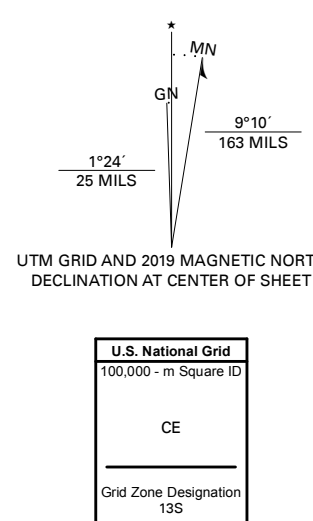 ★
MN
GN
9°10´
163 MILS
1°24´
25 MILS
UTM GRID AND 2019 MAGNETIC NORT
DECLINATION AT CENTER OF SHEET
U.S. National Grid
100,000 - m Square ID
CE
Grid Zone Designation
13S